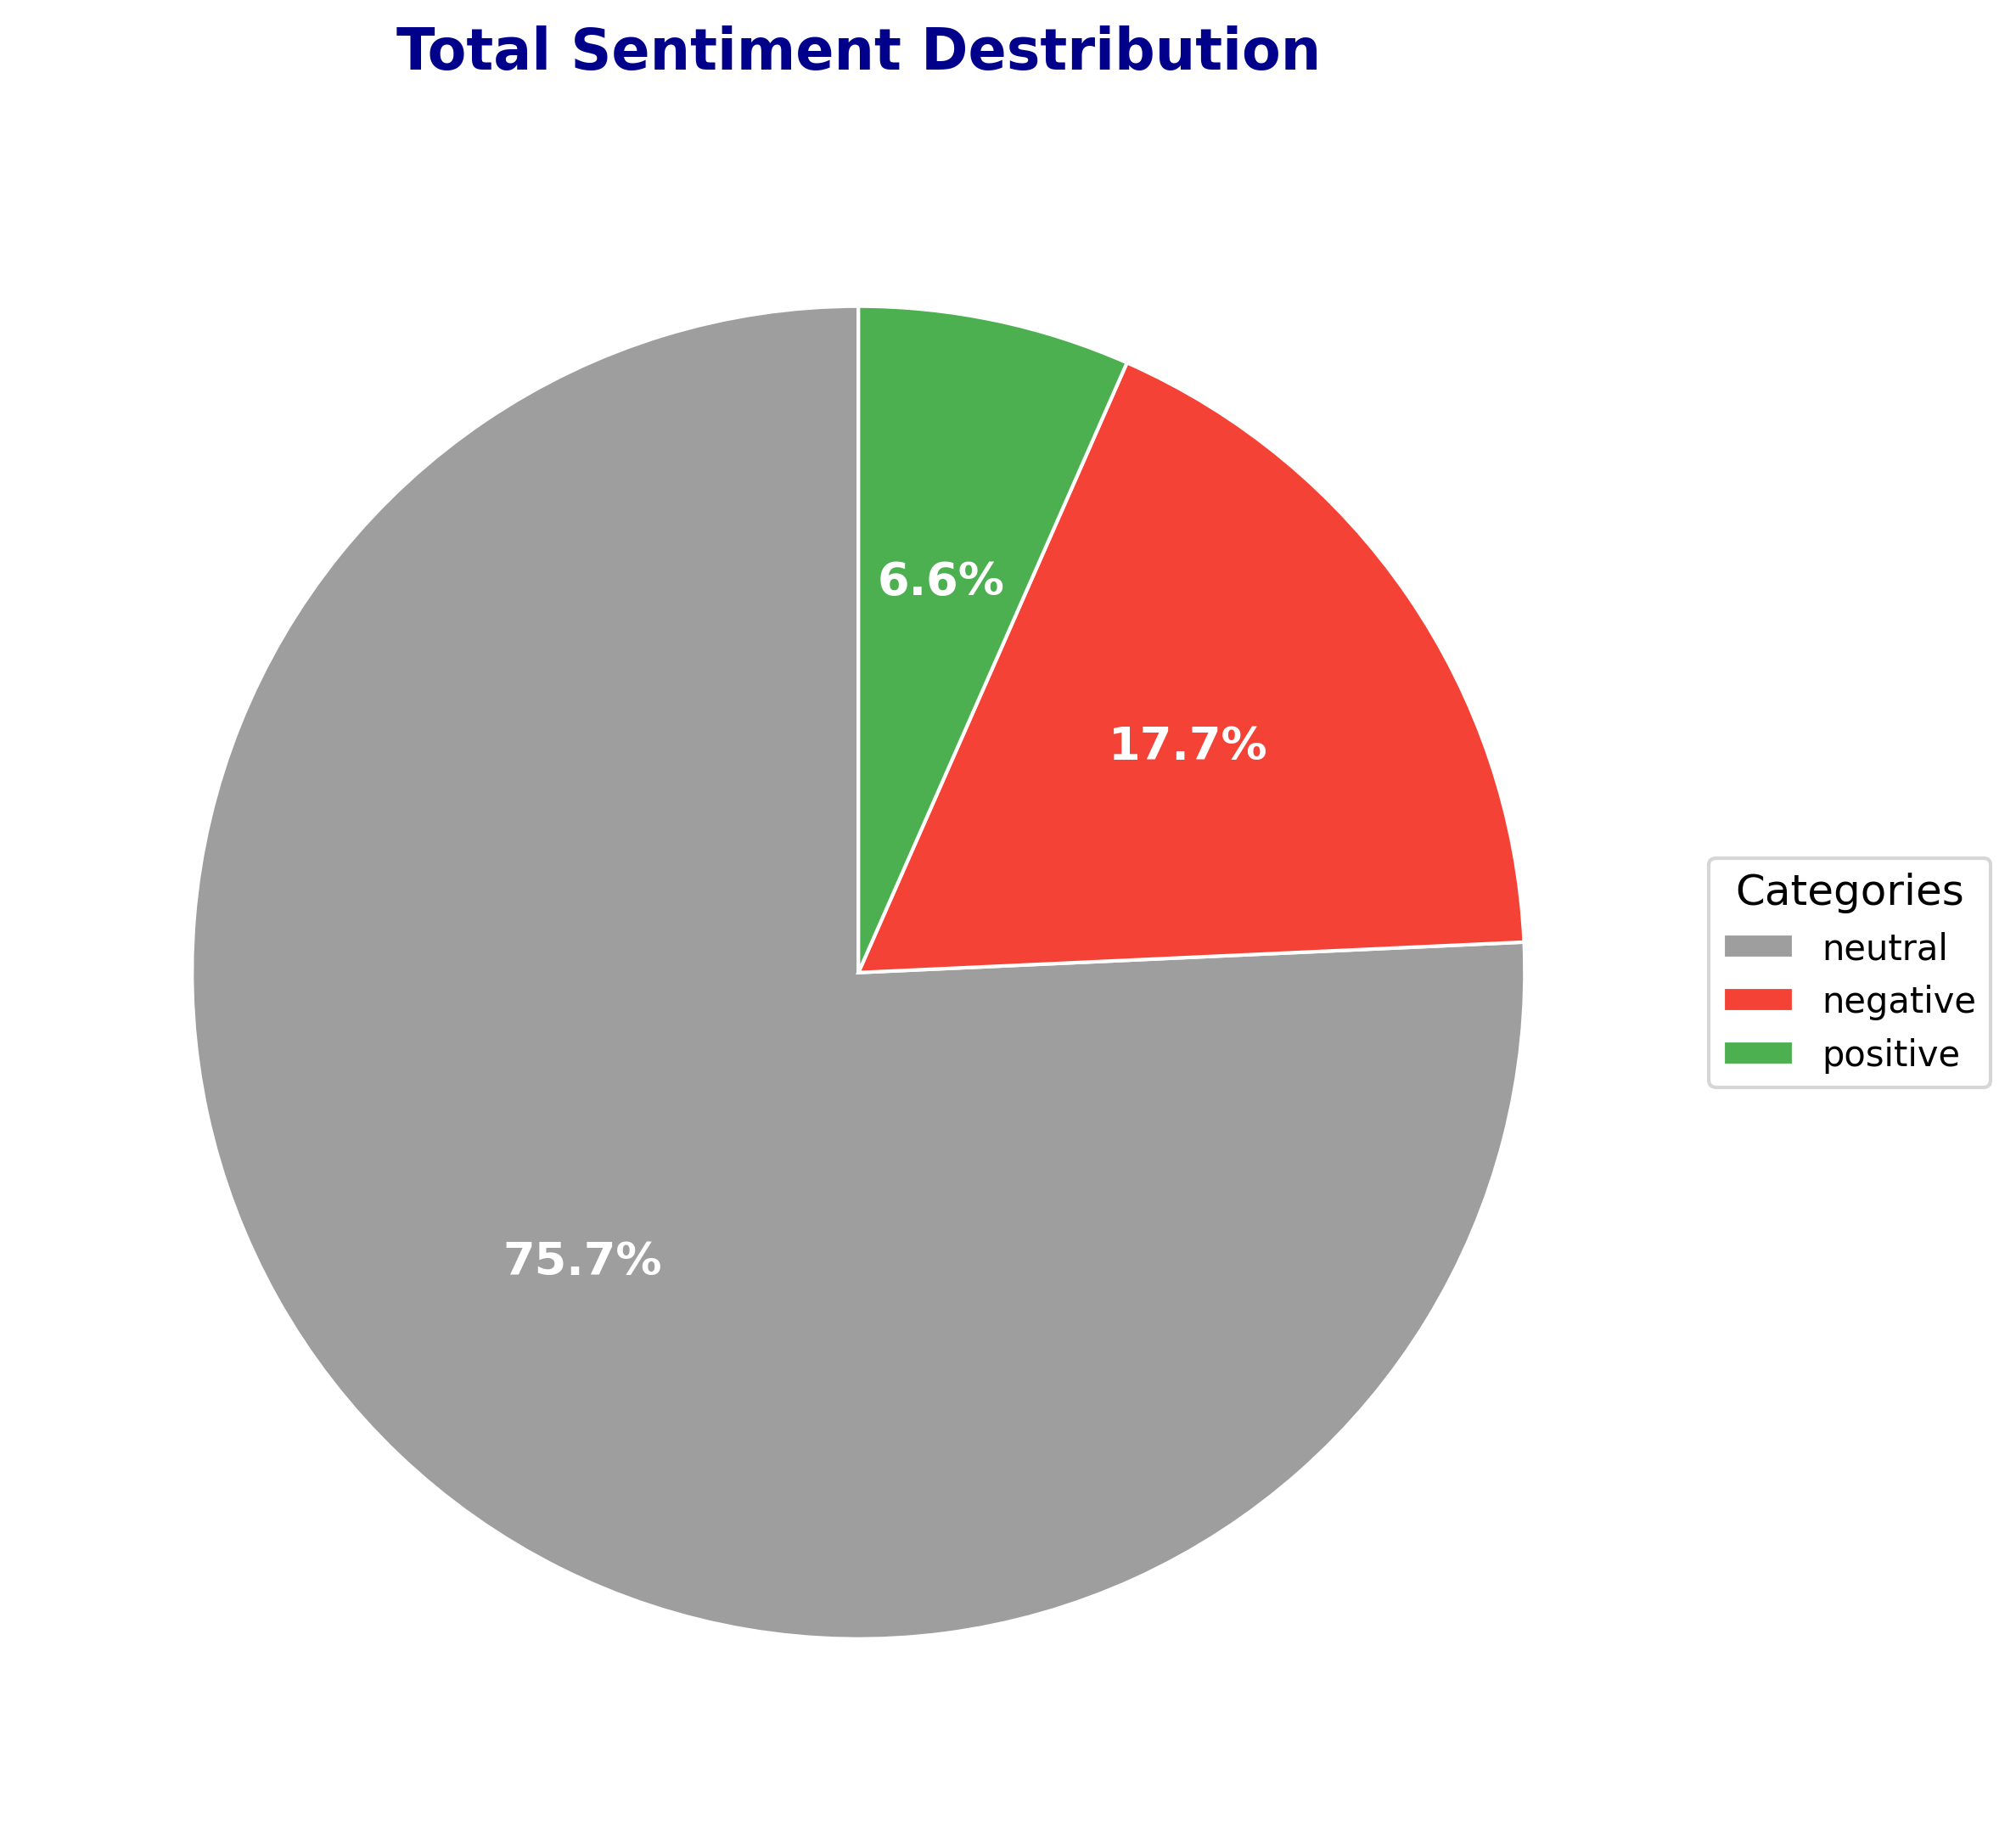 Total Sentiment Destribution
6.6%
17.7%
75.7%
Categories
neutral
negative
positive